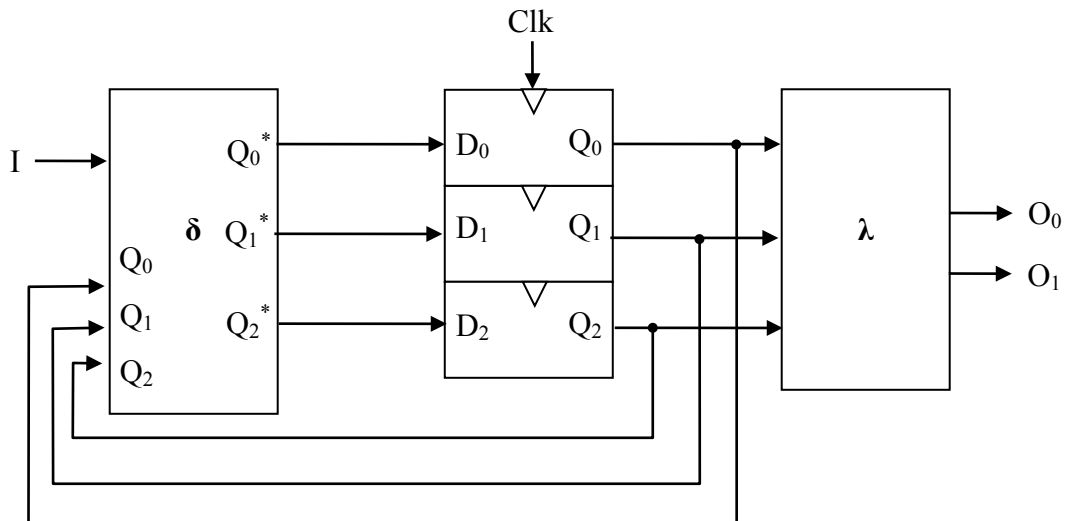 Clk
I
δ
Q₀*
Q₁*
Q₂*
Q₀
Q₁
Q₂
D₀
Q₀
D₁
Q₁
D₂
Q₂
λ
O₀
O₁